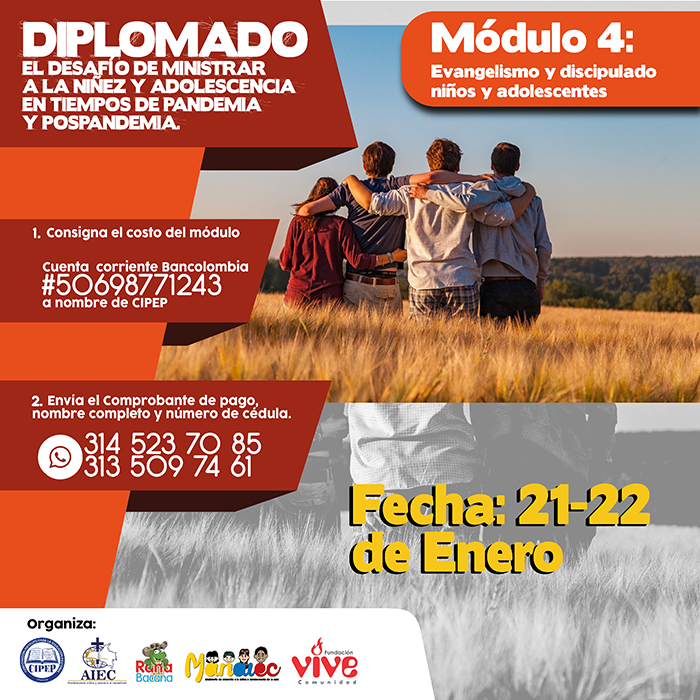 DIPLOMADO
EL DESAFÍO DE MINISTRAR
A LA NIÑEZ Y ADOLESCENCIA
EN TIEMPOS DE PANDEMIA
Y POSPANDEMIA.
Módulo 4:
Evangelismo y discipulado
niños y adolescentes
1. Consigna el costo del módulo
Cuenta corriente Bancolombia
#50698771243
a nombre de CIPEP
2. Envía el Comprobante de pago,
nombre completo y número de cédula.
314 523 70 85
313 509 74 61
Fecha: 21-22
de Enero
Organiza:
CIPEP
AIEC
Rana
Bacana
Manaiec
Fundación
vive
Comunidad